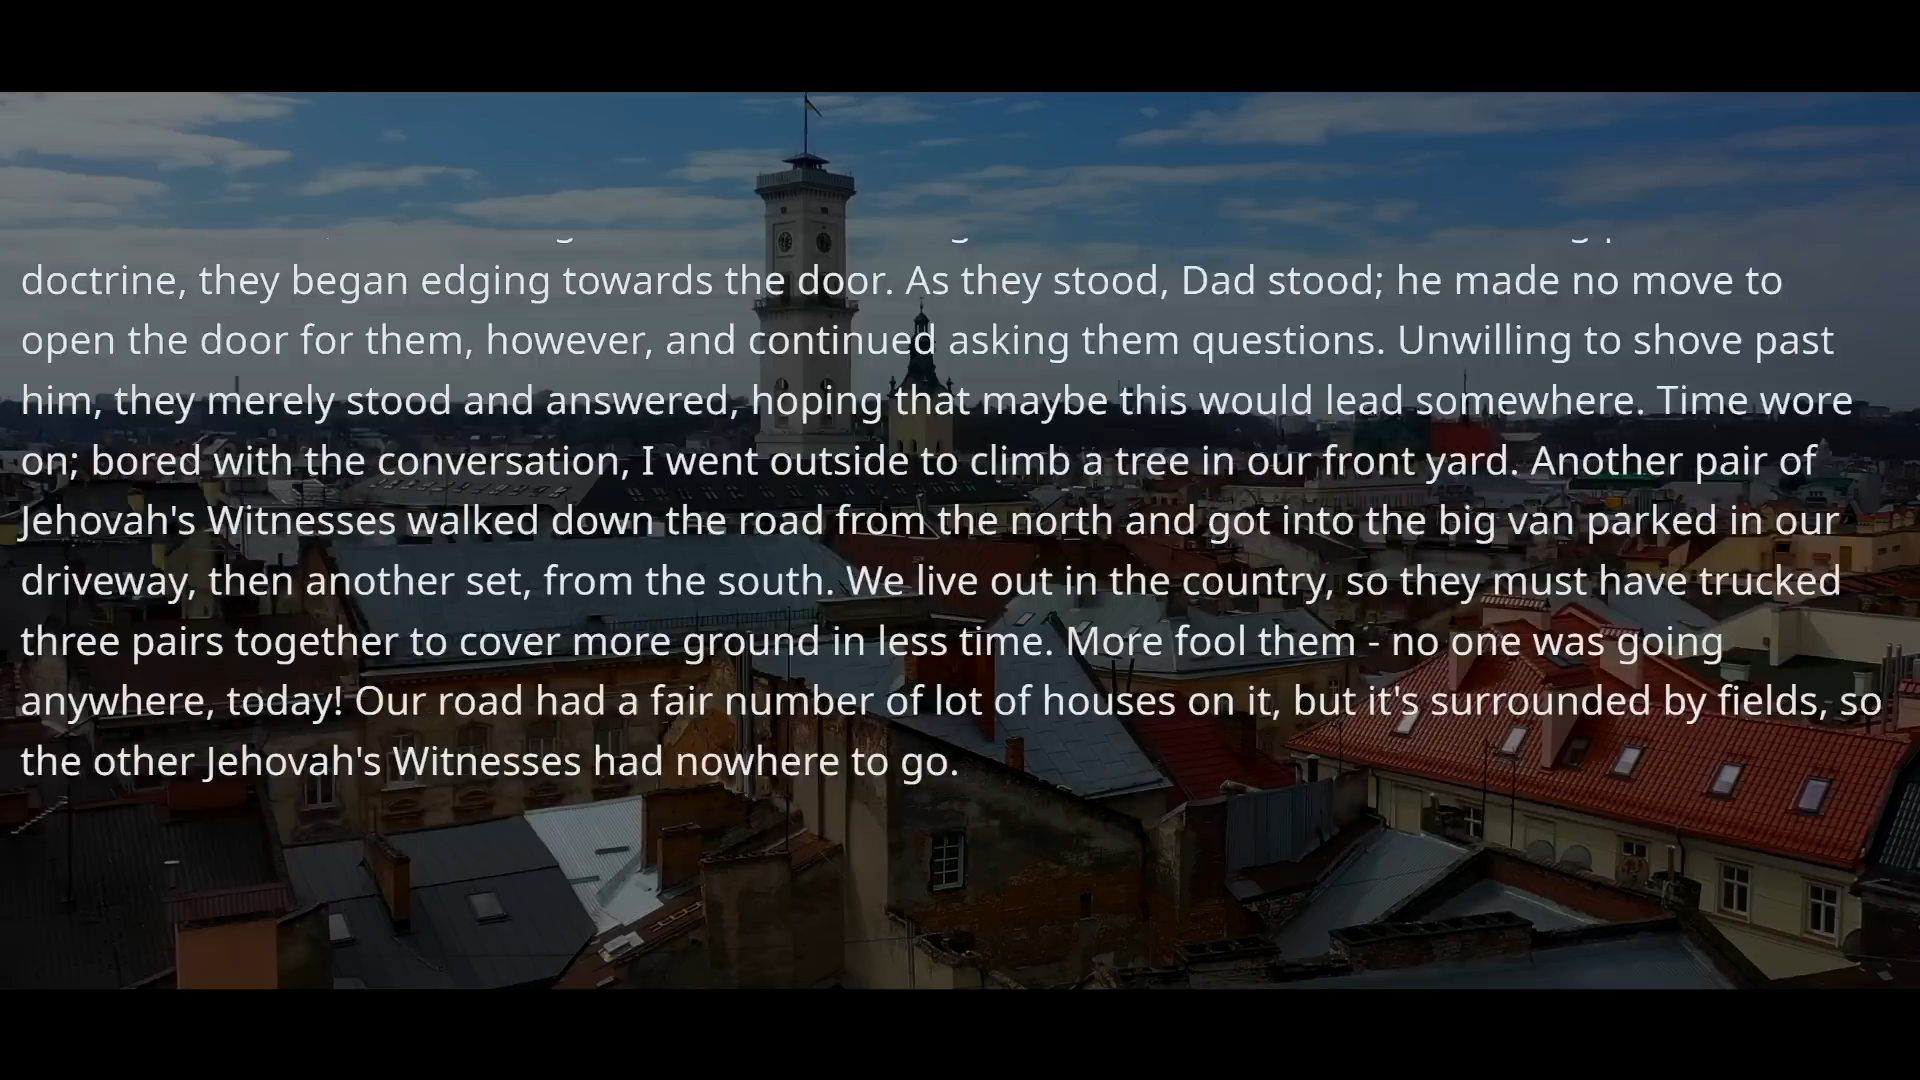 doctrine, they began edging towards the door. As they stood, Dad stood; he made no move to
open the door for them, however, and continued asking them questions. Unwilling to shove past
him, they merely stood and answered, hoping that maybe this would lead somewhere. Time wore
on; bored with the conversation, I went outside to climb a tree in our front yard. Another pair of
Jehovah's Witnesses walked down the road from the north and got into the big van parked in our
driveway, then another set, from the south. We live out in the country, so they must have trucked
three pairs together to cover more ground in less time. More fool them - no one was going
anywhere, today! Our road had a fair number of lot of houses on it, but it's surrounded by fields, so
the other Jehovah's Witnesses had nowhere to go.